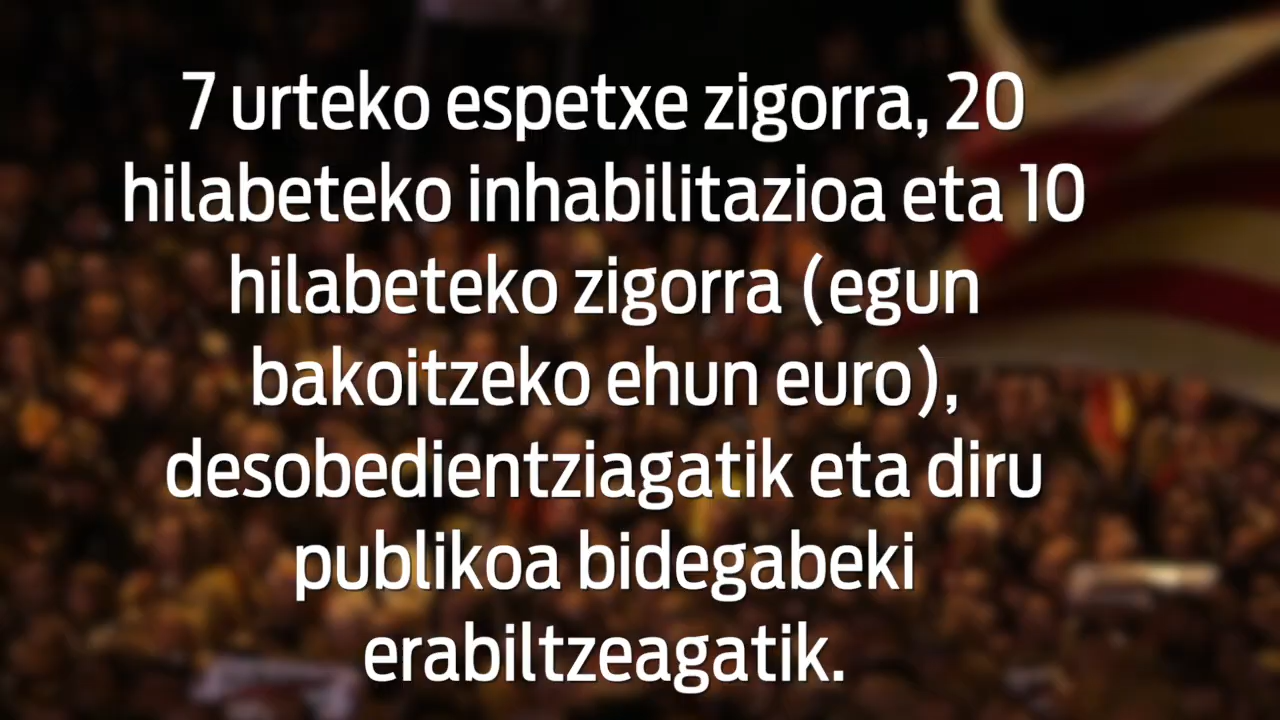 7 urteko espetxe zigorra, 20
hilabeteko inhabilitazioa eta 10
hilabeteko zigorra (egun
bakoitzeko ehun euro),
desobedientziagatik eta diru
publikoa bidegabeki
erabiltzeagatik.